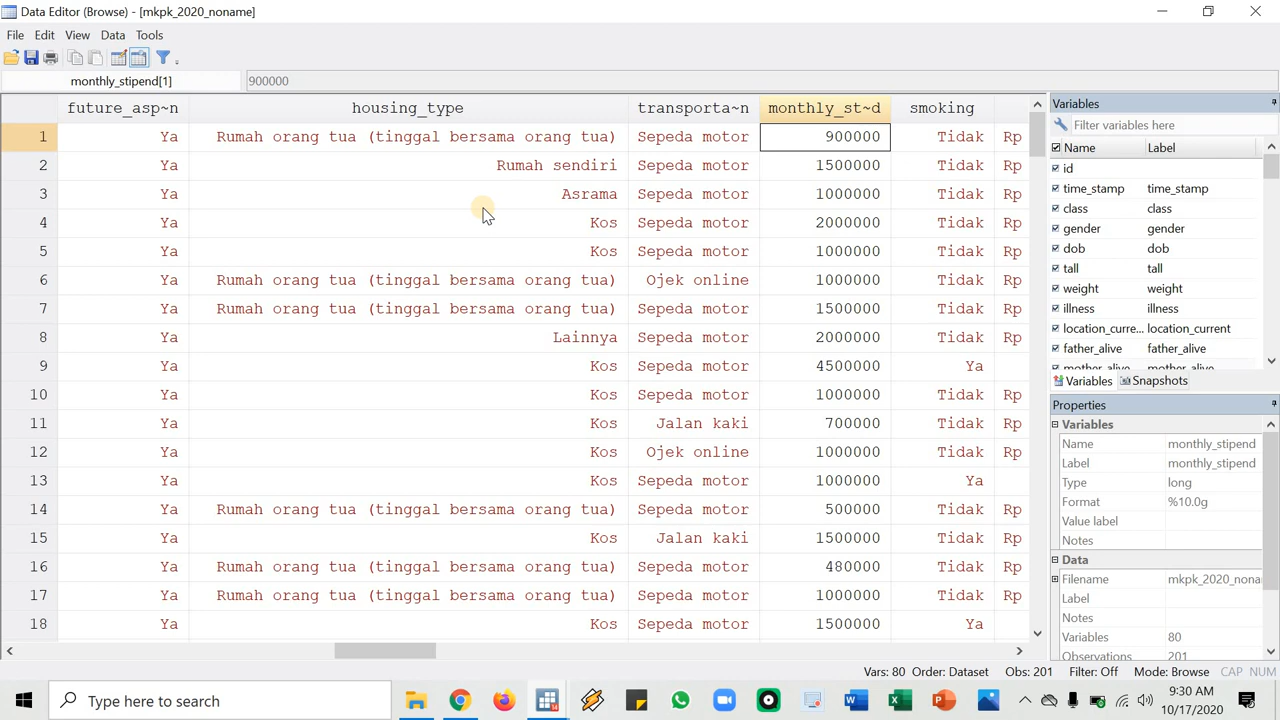 Data Editor (Browse) - [mkpk_2020_noname]
File Edit View Data Tools
monthly_stipend[1] 900000
future_asp~n housing_type transporta~n monthly_st~d smoking
1 Ya Rumah orang tua (tinggal bersama orang tua) Sepeda motor 900000 Tidak Rp
2 Ya Rumah sendiri Sepeda motor 1500000 Tidak Rp
3 Ya Asrama Sepeda motor 1000000 Tidak Rp
4 Ya Kos Sepeda motor 2000000 Tidak Rp
5 Ya Kos Sepeda motor 1000000 Tidak Rp
6 Ya Rumah orang tua (tinggal bersama orang tua) Ojek online 1000000 Tidak Rp
7 Ya Rumah orang tua (tinggal bersama orang tua) Sepeda motor 1500000 Tidak Rp
8 Ya Lainnya Sepeda motor 2000000 Tidak Rp
9 Ya Kos Sepeda motor 4500000 Ya
10 Ya Kos Sepeda motor 1000000 Tidak Rp
11 Ya Kos Jalan kaki 700000 Tidak Rp
12 Ya Kos Ojek online 1000000 Tidak Rp
13 Ya Kos Sepeda motor 1000000 Ya
14 Ya Rumah orang tua (tinggal bersama orang tua) Sepeda motor 500000 Tidak Rp
15 Ya Kos Jalan kaki 1500000 Tidak Rp
16 Ya Rumah orang tua (tinggal bersama orang tua) Sepeda motor 480000 Tidak Rp
17 Ya Rumah orang tua (tinggal bersama orang tua) Sepeda motor 1000000 Tidak Rp
18 Ya Kos Sepeda motor 1500000 Ya
Variables
Filter variables here
Name Label
id
time_stamp time_stamp
class class
gender gender
dob dob
tall tall
weight weight
illness illness
location_curre... location_current
father_alive father_alive
mother_alive mother_alive
Variables Snapshots
Properties
Variables
Name monthly_stipend
Label monthly_stipend
Type long
Format %10.0g
Value label
Notes
Data
Filename mkpk_2020_nona
Label
Notes
Variables 80
Observations 201
Vars: 80 Order: Dataset Obs: 201 Filter: Off Mode: Browse CAP NUM
Type here to search
9:30 AM
10/17/2020